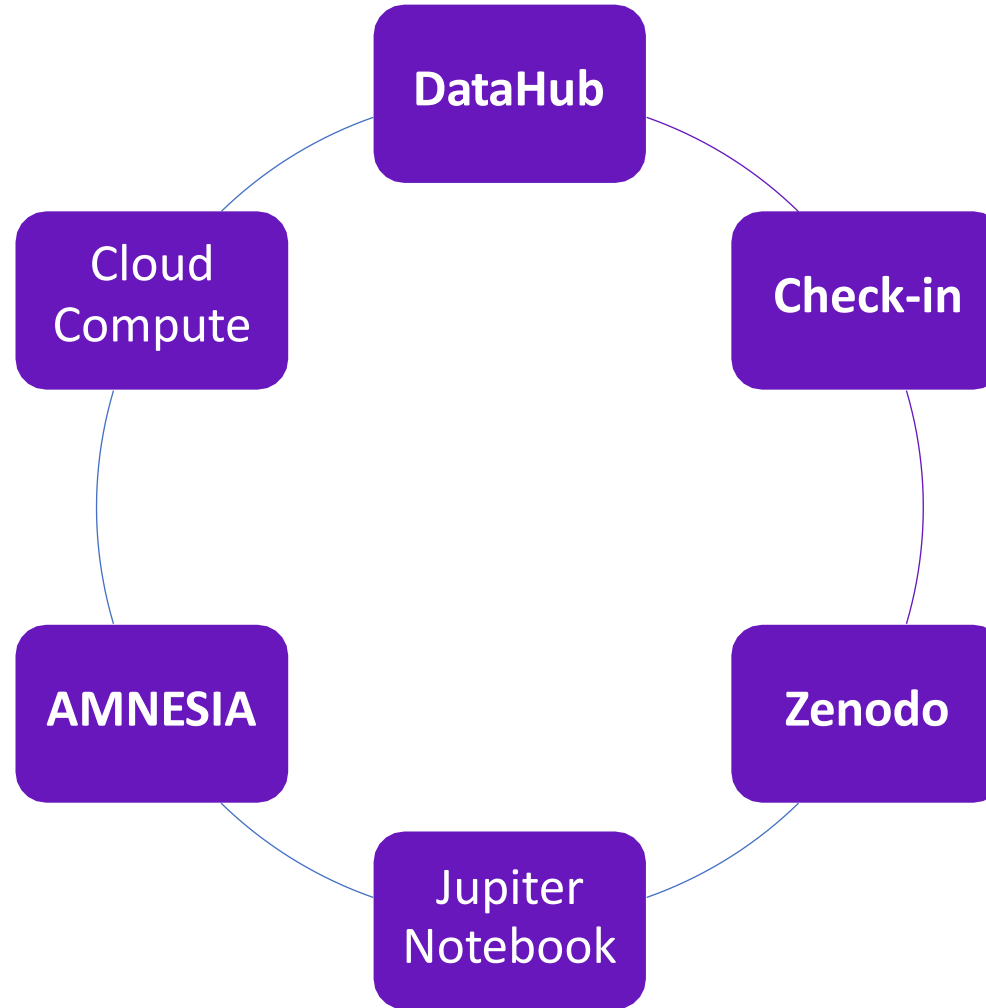 DataHub
Check-in
Zenodo
Jupiter
Notebook
AMNESIA
Cloud
Compute